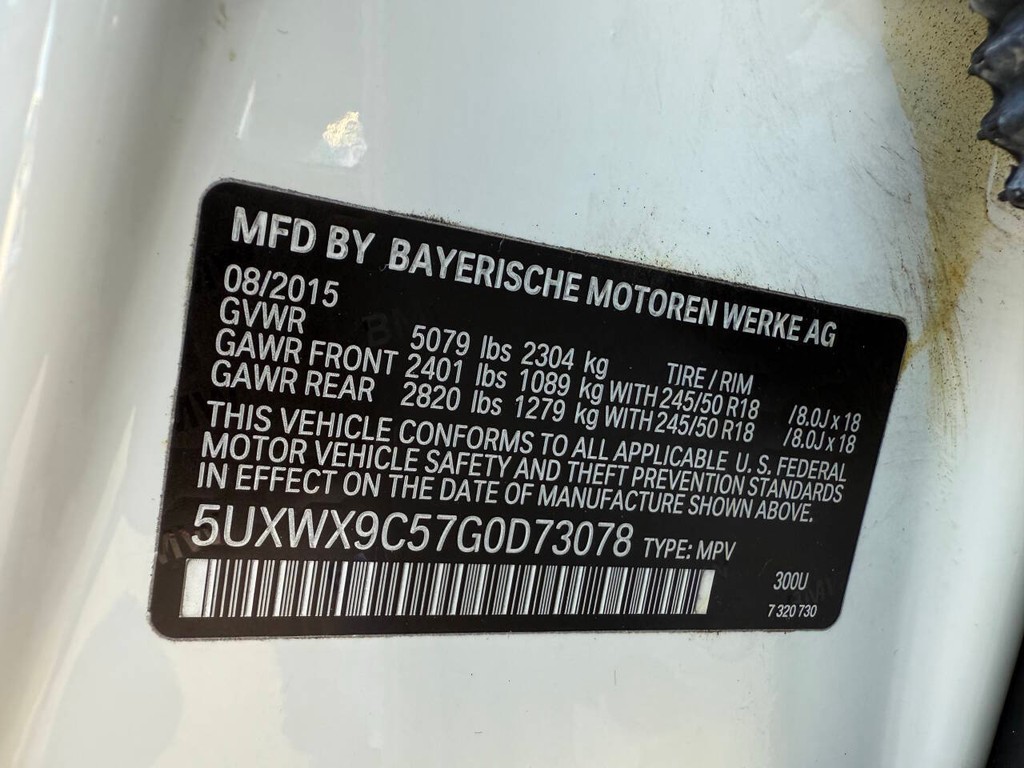 MFD BY BAYERISCHE MOTOREN WERKE AG
08/2015
GVWR 5079 lbs 2304 kg TIRE / RIM
GAWR FRONT 2401 lbs 1089 kg WITH 245/50 R18 /8.0J x 18
GAWR REAR 2820 lbs 1279 kg WITH 245/50 R18 /8.0J x 18
THIS VEHICLE CONFORMS TO ALL APPLICABLE U. S. FEDERAL
MOTOR VEHICLE SAFETY AND THEFT PREVENTION STANDARDS
IN EFFECT ON THE DATE OF MANUFACTURE SHOWN ABOVE.
5UXWX9C57G0D73078 TYPE: MPV
300U
7 320 730